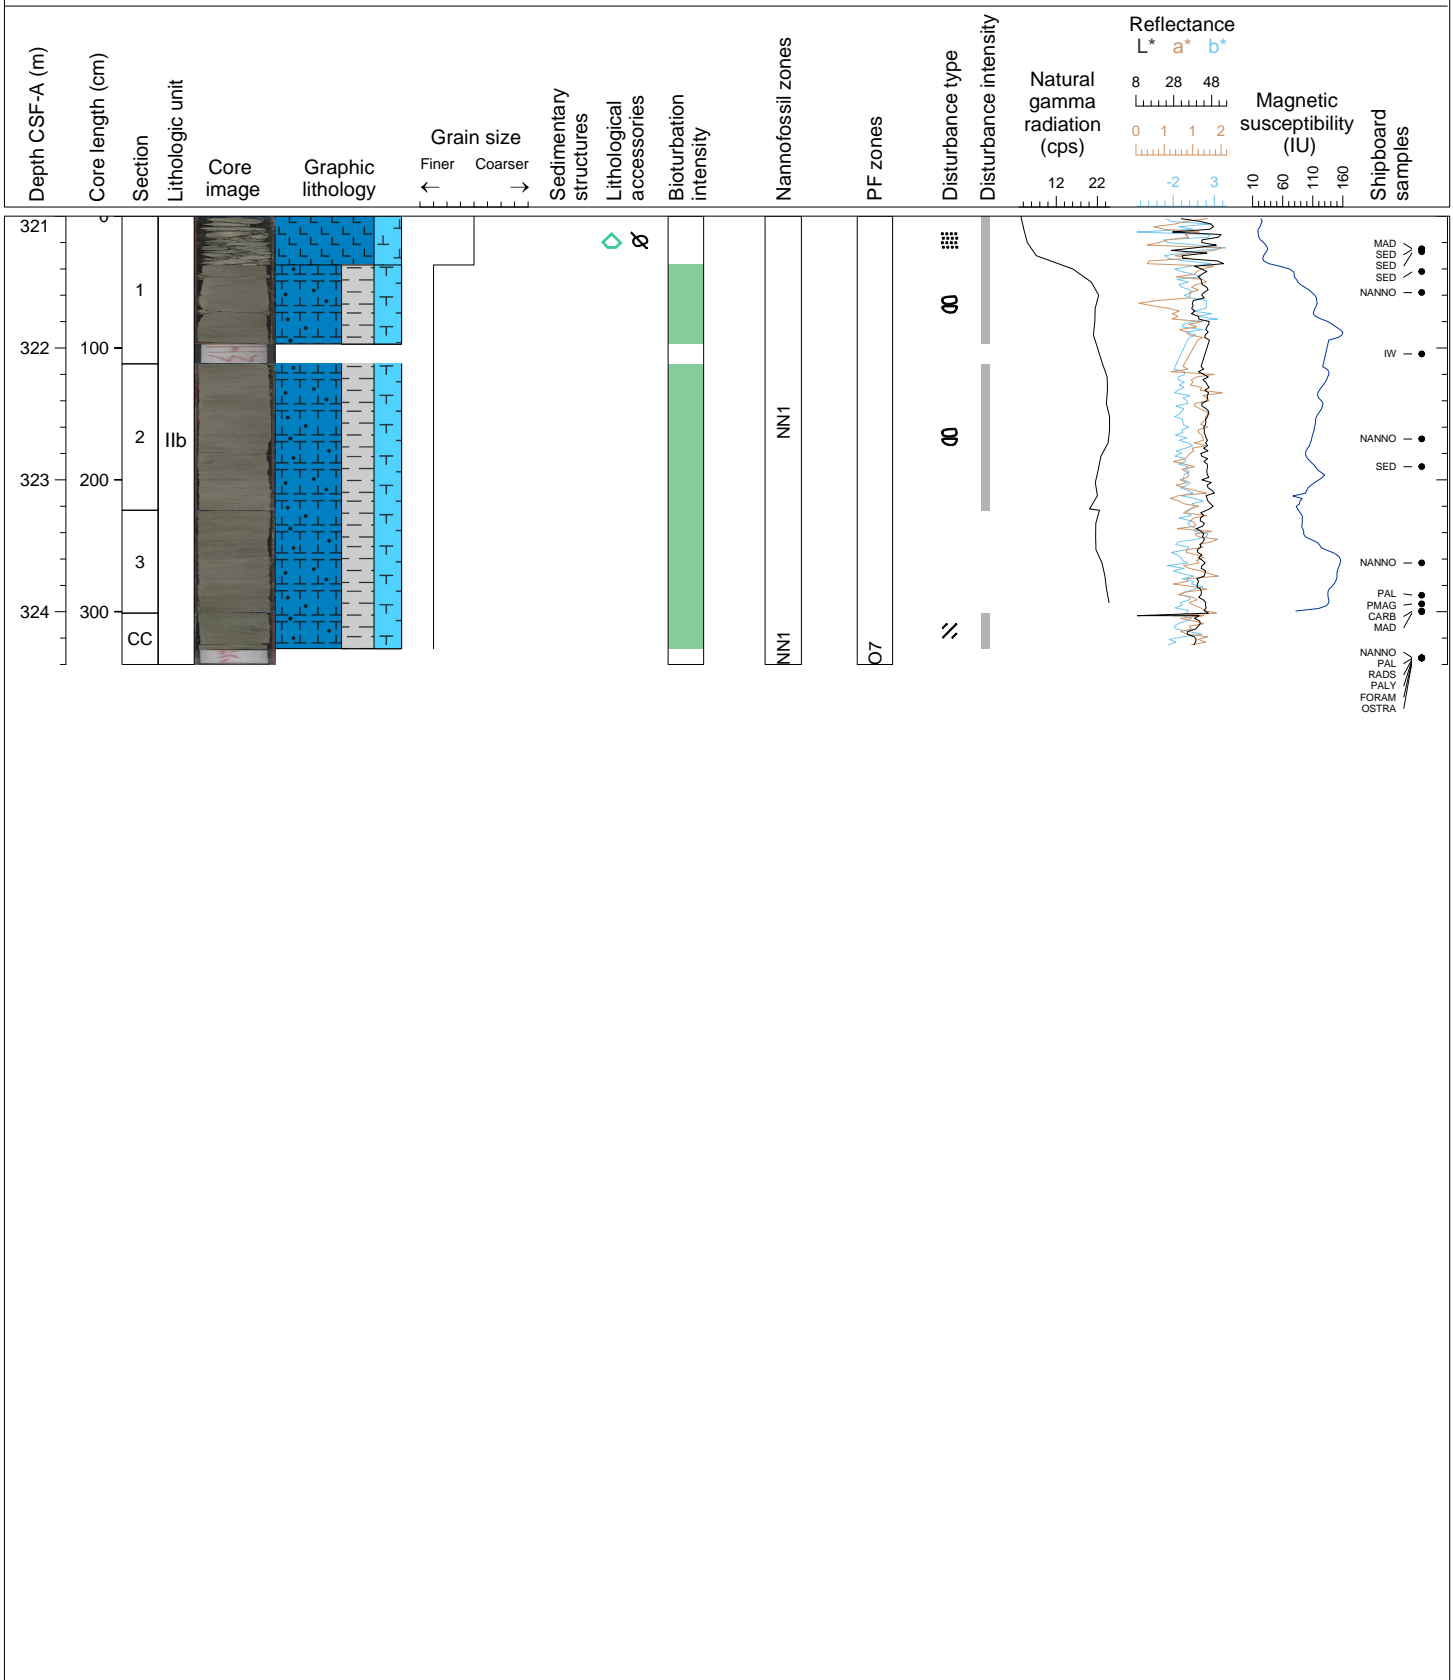 Depth CSF-A (m)
Core length (cm)
Section
Lithologic unit
Core
image
Graphic
lithology
Grain size
Finer Coarser
← →
Sedimentary
structures
Lithological
accessories
Bioturbation
intensity
Nannofossil zones
PF zones
Disturbance type
Disturbance intensity
Natural
gamma
radiation
(cps)
12 22
Reflectance
L* a* b*
8 28 48
0 1 1 2
-2 3
Magnetic
susceptibility
(IU)
10 60 110 160
Shipboard
samples
321
322
323
324
0
100
200
300
1
2
3
CC
IIb
NN1
NN1
O7
MAD
SED
SED
SED
NANNO
IW
NANNO
SED
NANNO
PAL
PMAG
CARB
MAD
NANNO
PAL
RADS
PALY
FORAM
OSTRA